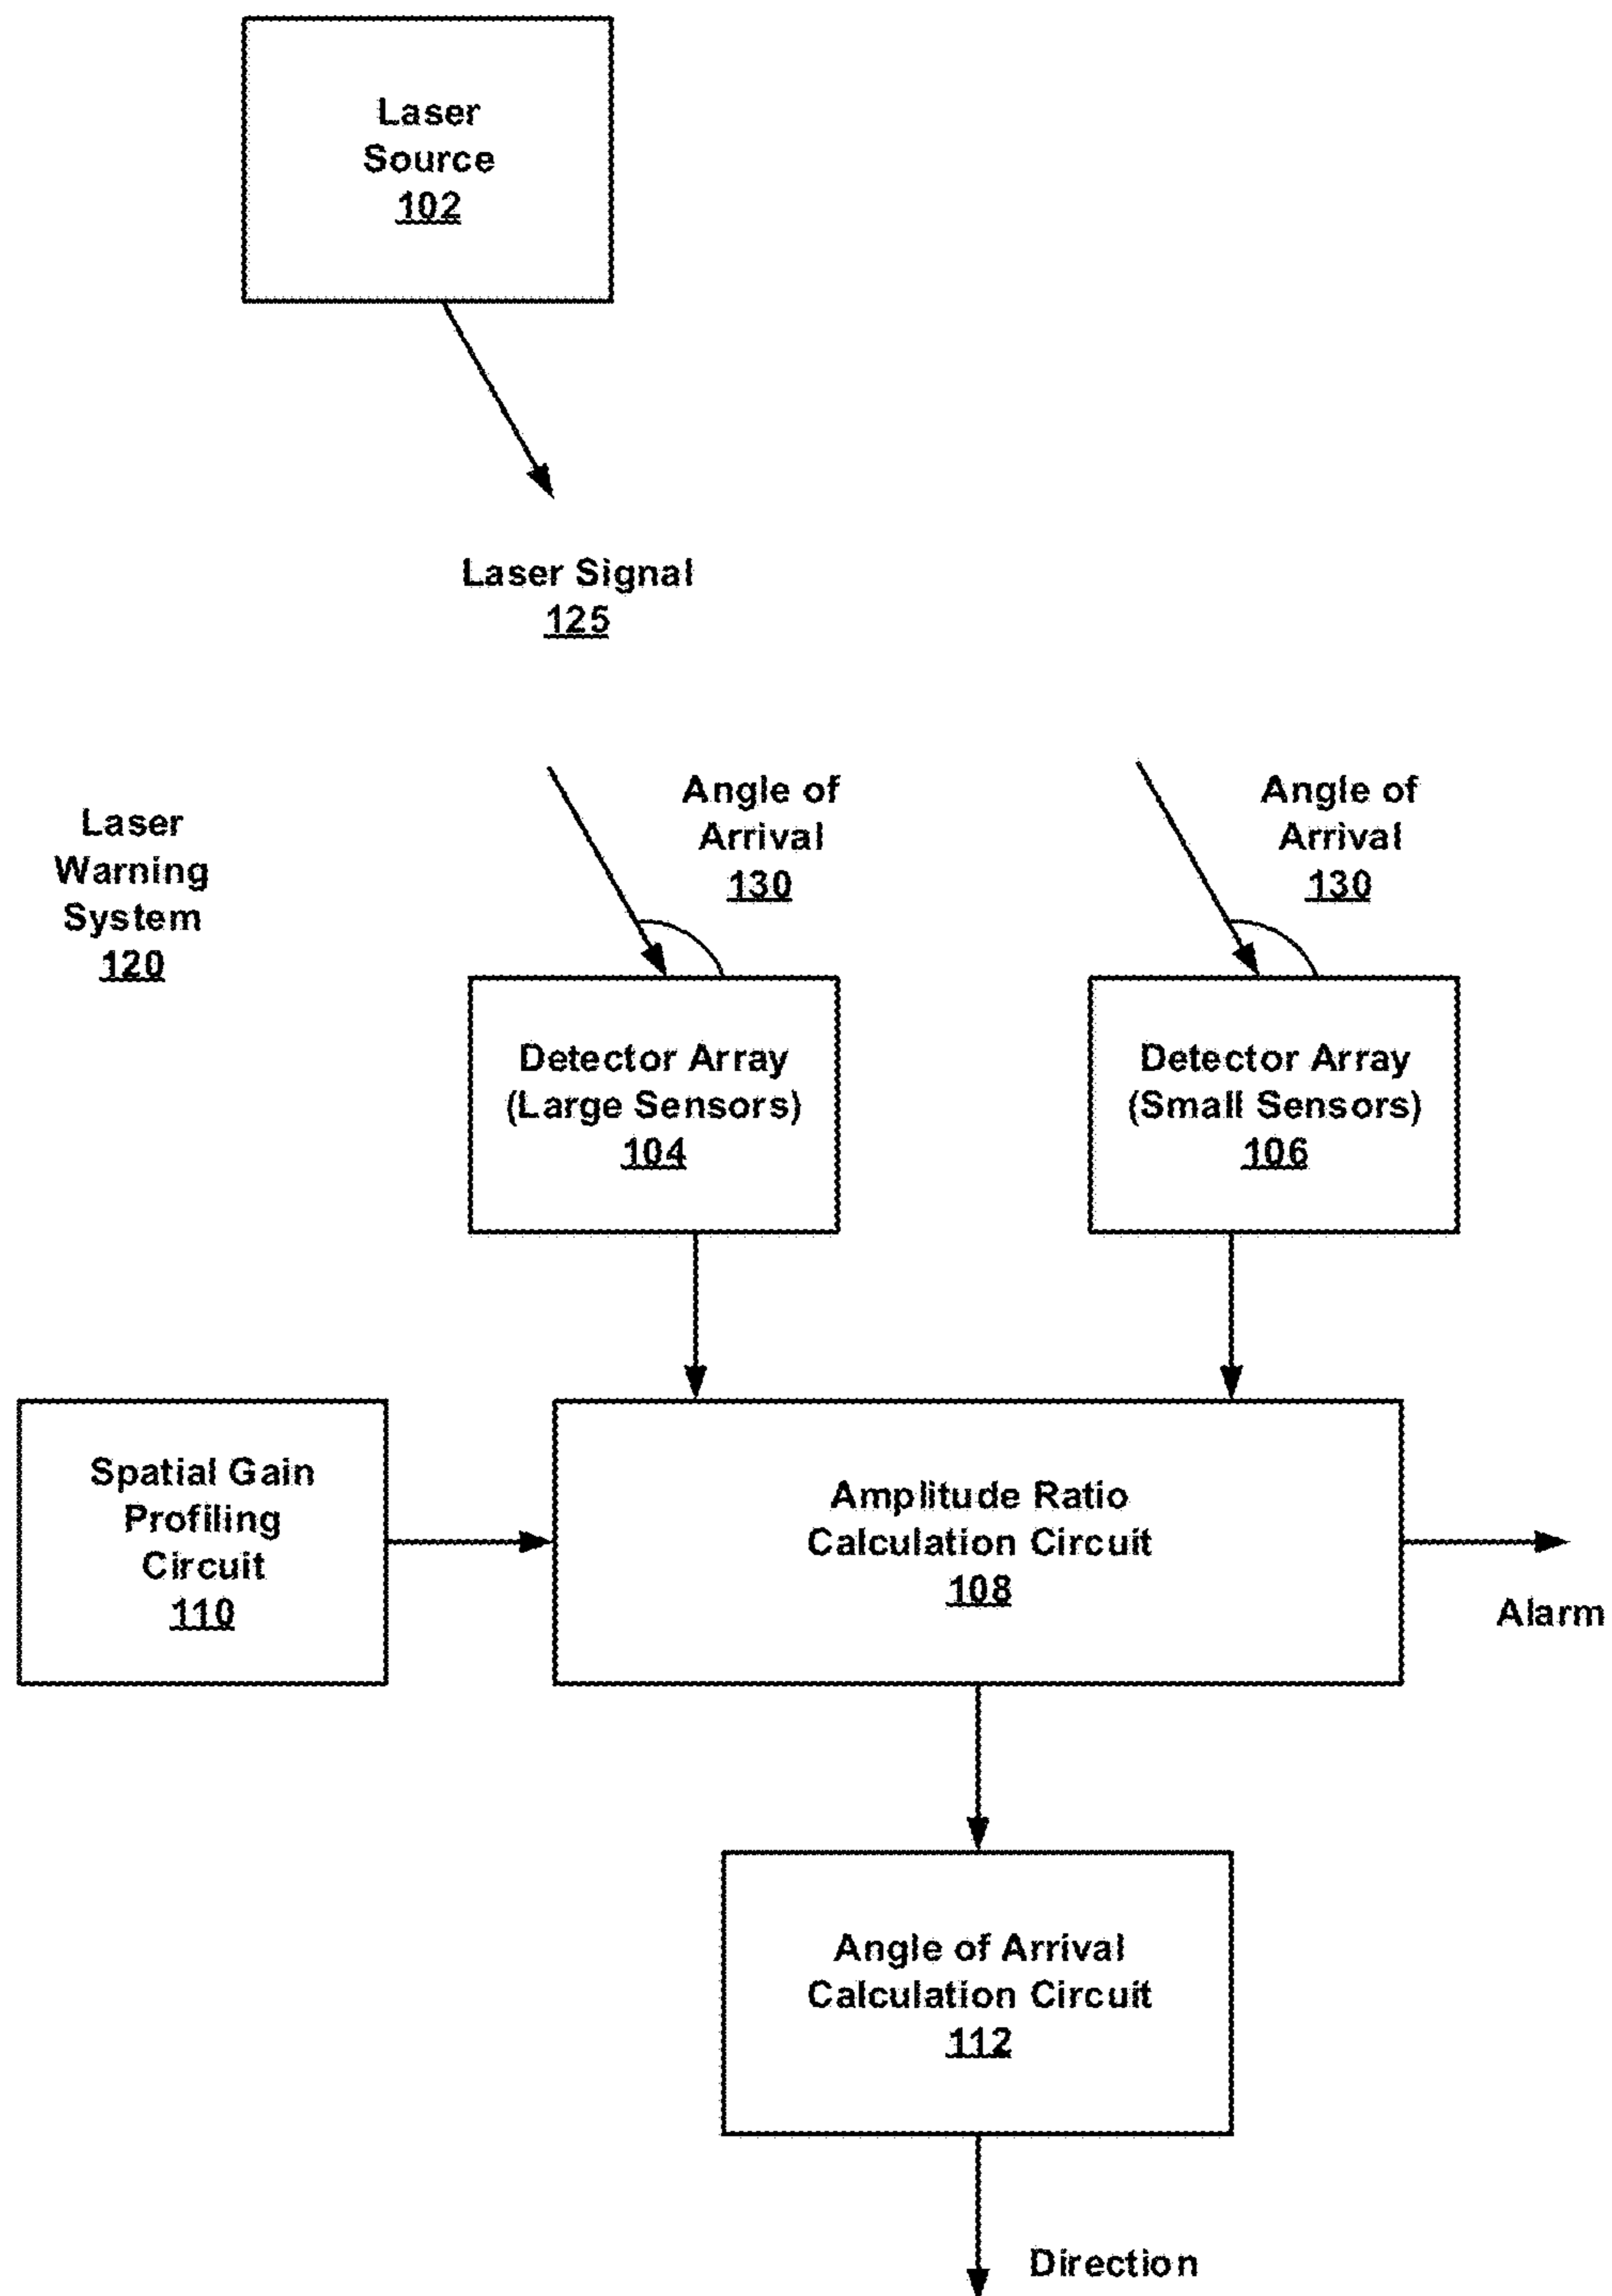 Laser
Source
102
Laser Signal
125
Laser
Warning
System
120
Angle of
Arrival
130
Angle of
Arrival
130
Detector Array
(Large Sensors)
104
Detector Array
(Small Sensors)
106
Spatial Gain
Profiling
Circuit
110
Amplitude Ratio
Calculation Circuit
108
Alarm
Angle of Arrival
Calculation Circuit
112
Direction